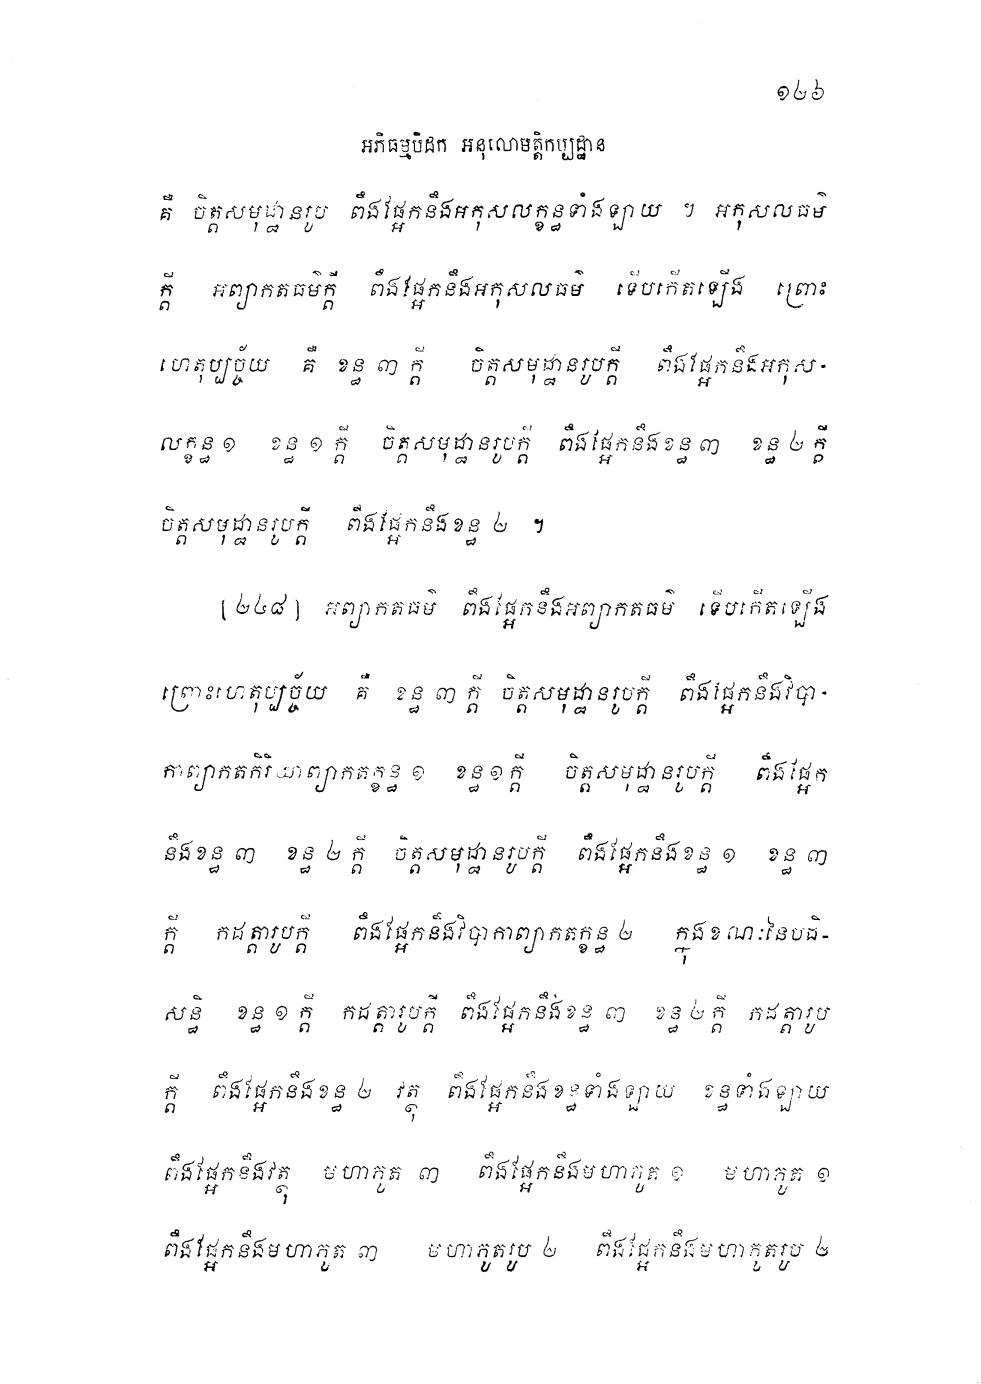 ១២៦
អភិធម្មបិដក អនុលោមត្តិកប្បដ្ឋាន
គឺ ចិត្តសមុដ្ឋានរូប ពឹងផ្អែកនឹងអកុសលក្ខន្ធទាំងឡាយ ។ អកុសលធម៌
ក្តី អព្យាកតធម៌ក្តី ពឹងផ្អែកនឹងអកុសលធម៌ ទើបកើតឡើង ព្រោះ
ហេតុប្បច្ច័យ គឺ ខន្ធ ៣ ក្តី ចិត្តសមុដ្ឋានរូបក្តី ពឹងផ្អែកនឹងអកុស-
លក្ខន្ធ ១ ខន្ធ ១ ក្តី ចិត្តសមុដ្ឋានរូបក្តី ពឹងផ្អែកនឹងខន្ធ ៣ ខន្ធ ២ ក្តី
ចិត្តសមុដ្ឋានរូបក្តី ពឹងផ្អែកនឹងខន្ធ ២ ។
[២៤៨] អព្យាកតធម៌ ពឹងផ្អែកនឹងអព្យាកតធម៌ ទើបកើតឡើង
ព្រោះហេតុប្បច្ច័យ គឺ ខន្ធ ៣ ក្តី ចិត្តសមុដ្ឋានរូបក្តី ពឹងផ្អែកនឹងវិបា-
កាព្យាកតកិរិយាព្យាកតក្ខន្ធ ១ ខន្ធ ១ក្តី ចិត្តសមុដ្ឋានរូបក្តី ពឹងផ្អែក
នឹងខន្ធ ៣ ខន្ធ ២ ក្តី ចិត្តសមុដ្ឋានរូបក្តី ពឹងផ្អែកនឹងខន្ធ ១ ខន្ធ ៣
ក្តី កដត្តារូបក្តី ពឹងផ្អែកនឹងវិបាកាព្យាកតក្ខន្ធ ២ ក្នុងខណៈនៃបដិ-
សន្ធិ ខន្ធ ១ ក្តី កដត្តារូបក្តី ពឹងផ្អែកនឹងខន្ធ ៣ ខន្ធ ២ ក្តី កដត្តារូប
ក្តី ពឹងផ្អែកនឹងខន្ធ ២ វត្ថុ ពឹងផ្អែកនឹងខន្ធទាំងឡាយ ខន្ធទាំងឡាយ
ពឹងផ្អែកនឹងវត្ថុ មហាភូត ៣ ពឹងផ្អែកនឹងមហាភូត ១ មហាភូត ១
ពឹងផ្អែកនឹងមហាភូត ៣ មហាភូតរូប ២ ពឹងផ្អែកនឹងមហាភូតរូប ២